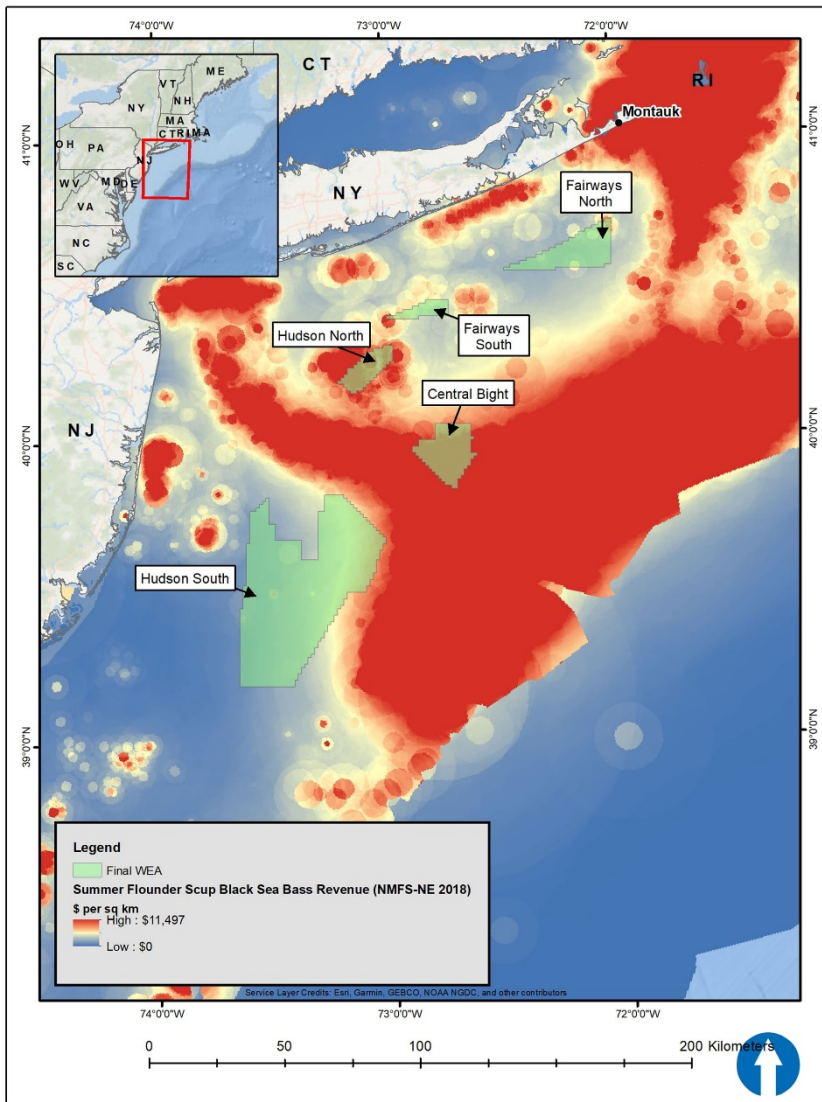 74°0'0"W
73°0'0"W
72°0'0"W
ME
VT
NH
NY
MA
CT RI MA
OH
PA
NJ
WV
MD DE
VA
NC
SC
CT
RI
Montauk
41°0'0"N
41°0'0"N
NY
Fairways
North
Fairways
South
Hudson North
Central Bight
NJ
40°0'0"N
40°0'0"N
Hudson South
39°0'0"N
39°0'0"N
Legend
Final WEA
Summer Flounder Scup Black Sea Bass Revenue (NMFS-NE 2018)
$ per sq km
High : $11,497
Low : $0
Service Layer Credits: Esri, Garmin, GEBCO, NOAA NGDC, and other contributors
74°0'0"W
73°0'0"W
72°0'0"W
0
50
100
200 Kilometers